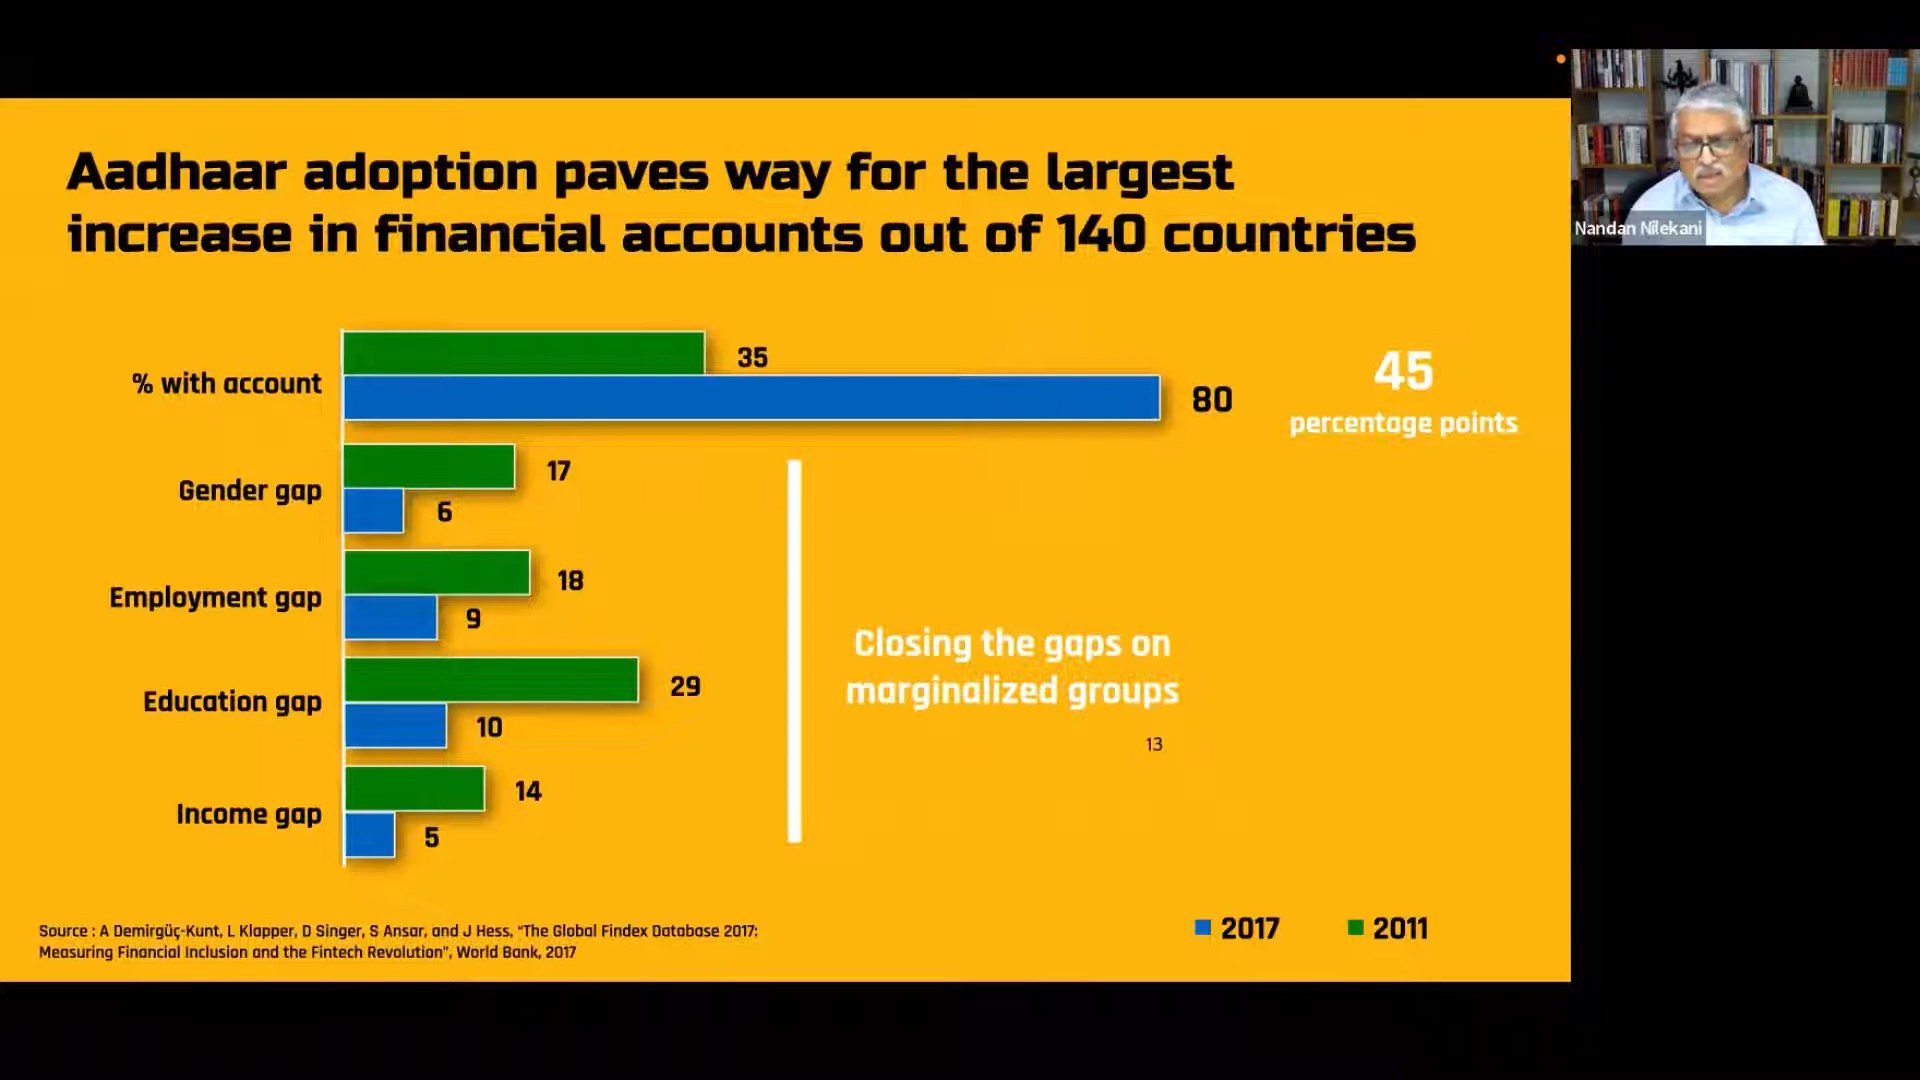 Aadhaar adoption paves way for the largest
increase in financial accounts out of 140 countries
Nandan Nilekani
% with account
35
80
45
percentage points
Gender gap
17
6
Employment gap
18
9
Education gap
29
10
Income gap
14
5
Closing the gaps on
marginalized groups
13
2017
2011
Source : A Demirgüç-Kunt, L Klapper, D Singer, S Ansar, and J Hess, “The Global Findex Database 2017:
Measuring Financial Inclusion and the Fintech Revolution”, World Bank, 2017